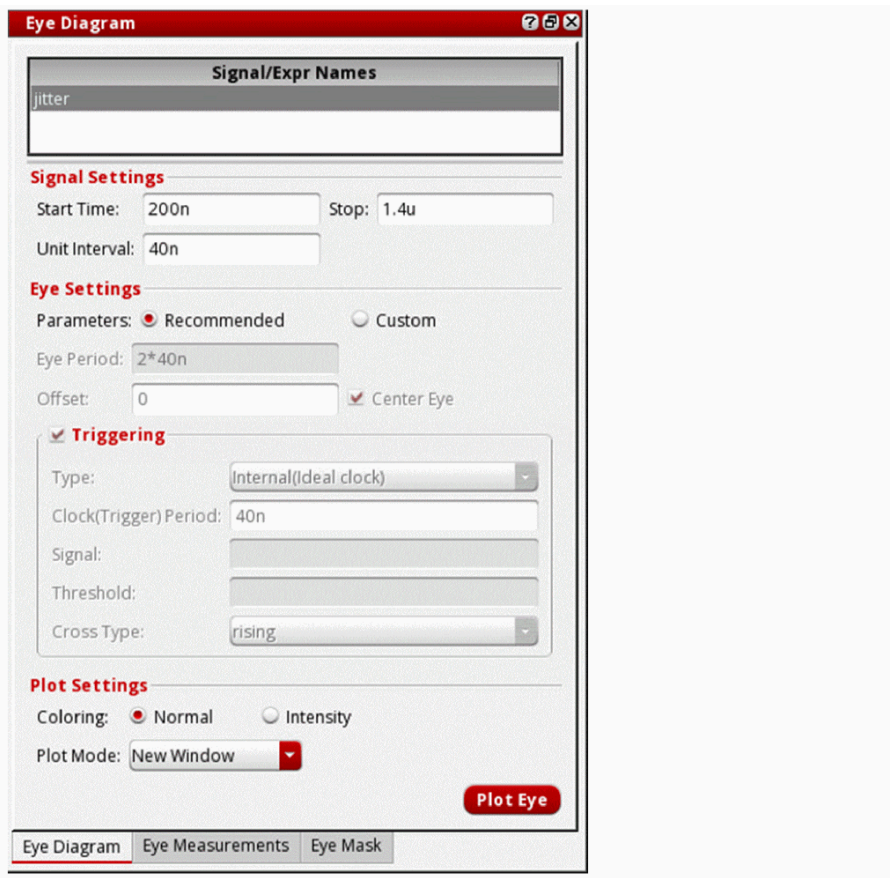 Eye Diagram
Signal/Expr Names
jitter
Signal Settings
Start Time: 200n Stop: 1.4u
Unit Interval: 40n
Eye Settings
Parameters: Recommended Custom
Eye Period: 2*40n
Offset: 0 Center Eye
Triggering
Type: Internal(Ideal clock)
Clock(Trigger) Period: 40n
Signal:
Threshold:
Cross Type: rising
Plot Settings
Coloring: Normal Intensity
Plot Mode: New Window
Plot Eye
Eye Diagram Eye Measurements Eye Mask